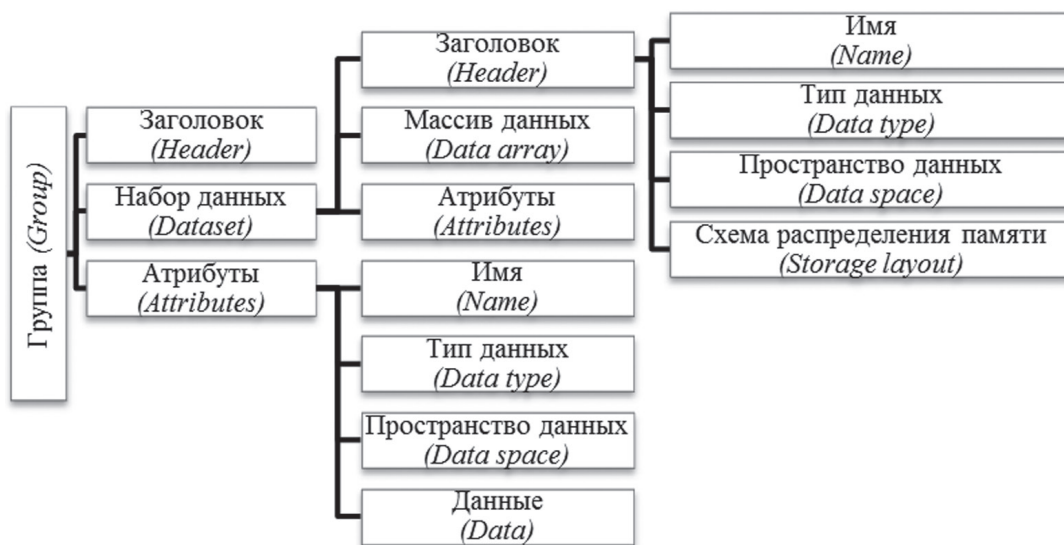 Группа (Group)
Заголовок
(Header)
Набор данных
(Dataset)
Атрибуты
(Attributes)
Заголовок
(Header)
Массив данных
(Data array)
Атрибуты
(Attributes)
Имя
(Name)
Тип данных
(Data type)
Пространство данных
(Data space)
Данные
(Data)
Имя
(Name)
Тип данных
(Data type)
Пространство данных
(Data space)
Схема распределения памяти
(Storage layout)